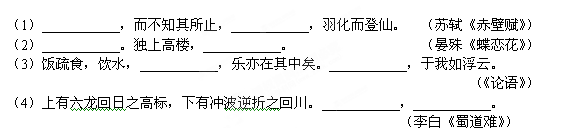 （1）__________，而不知其所止，__________，羽化而登仙。 （苏轼《赤壁赋》）
（2）__________。独上高楼，__________。 （晏殊《蝶恋花》）
（3）饭疏食，饮水，__________，乐亦在其中矣。__________，于我如浮云。
（《论语》）
（4）上有六龙回日之高标，下有冲波逆折之回川。__________，__________。
（李白《蜀道难》）